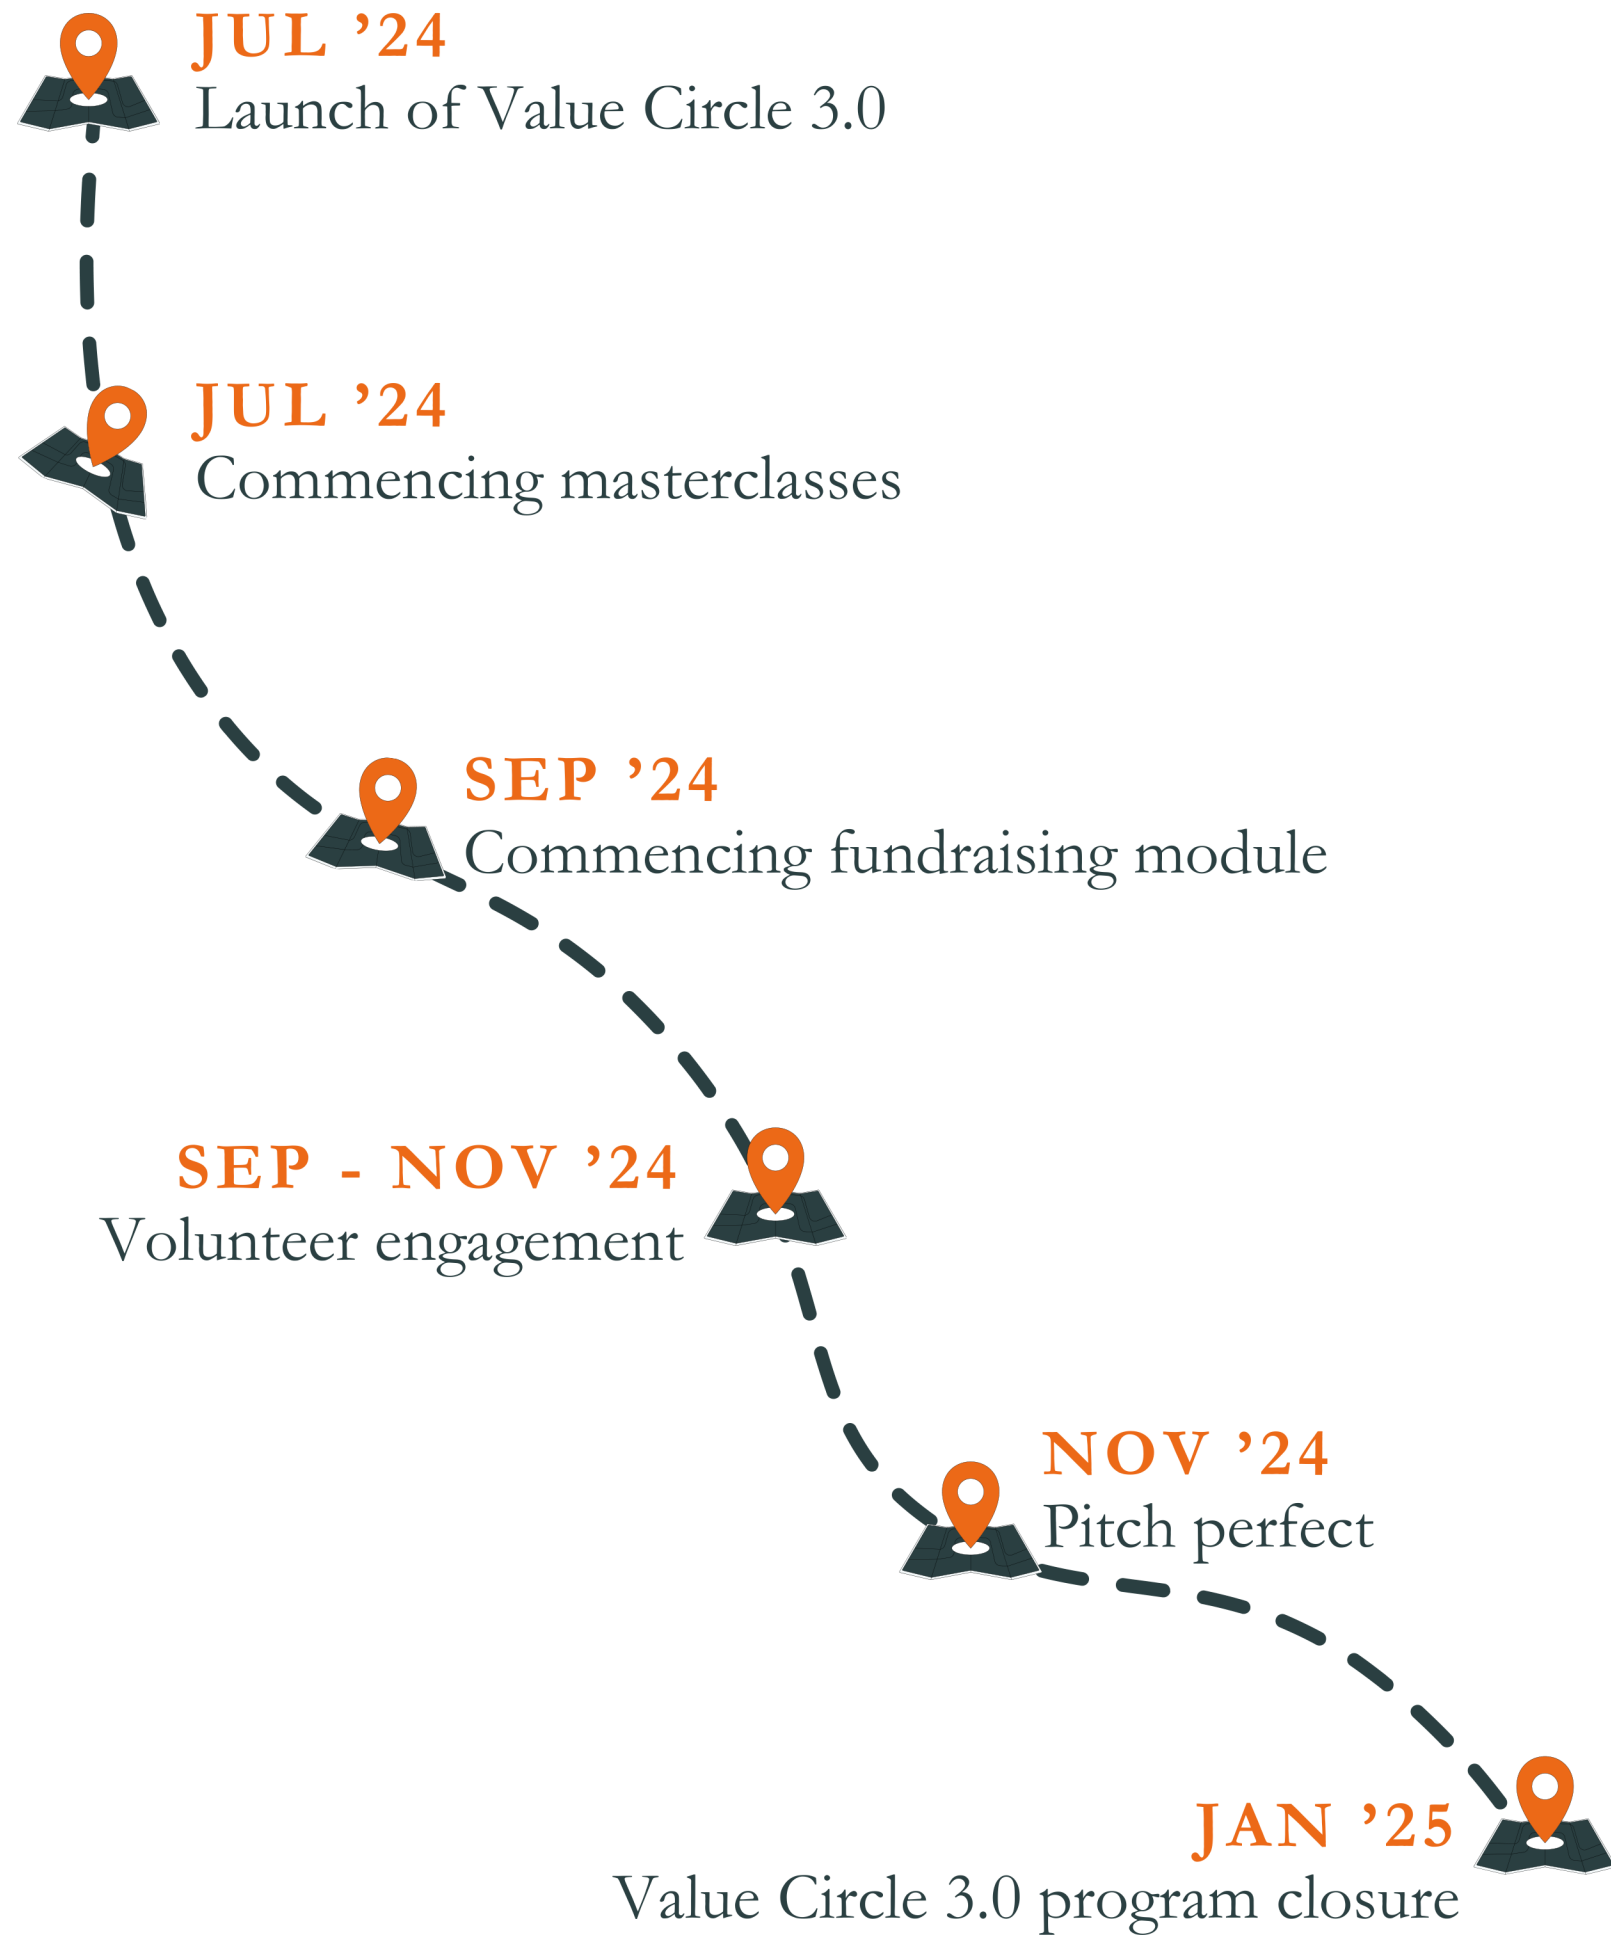 JUL ’24
Launch of Value Circle 3.0
JUL ’24
Commencing masterclasses
SEP ’24
Commencing fundraising module
SEP - NOV ’24
Volunteer engagement
NOV ’24
Pitch perfect
JAN ’25
Value Circle 3.0 program closure